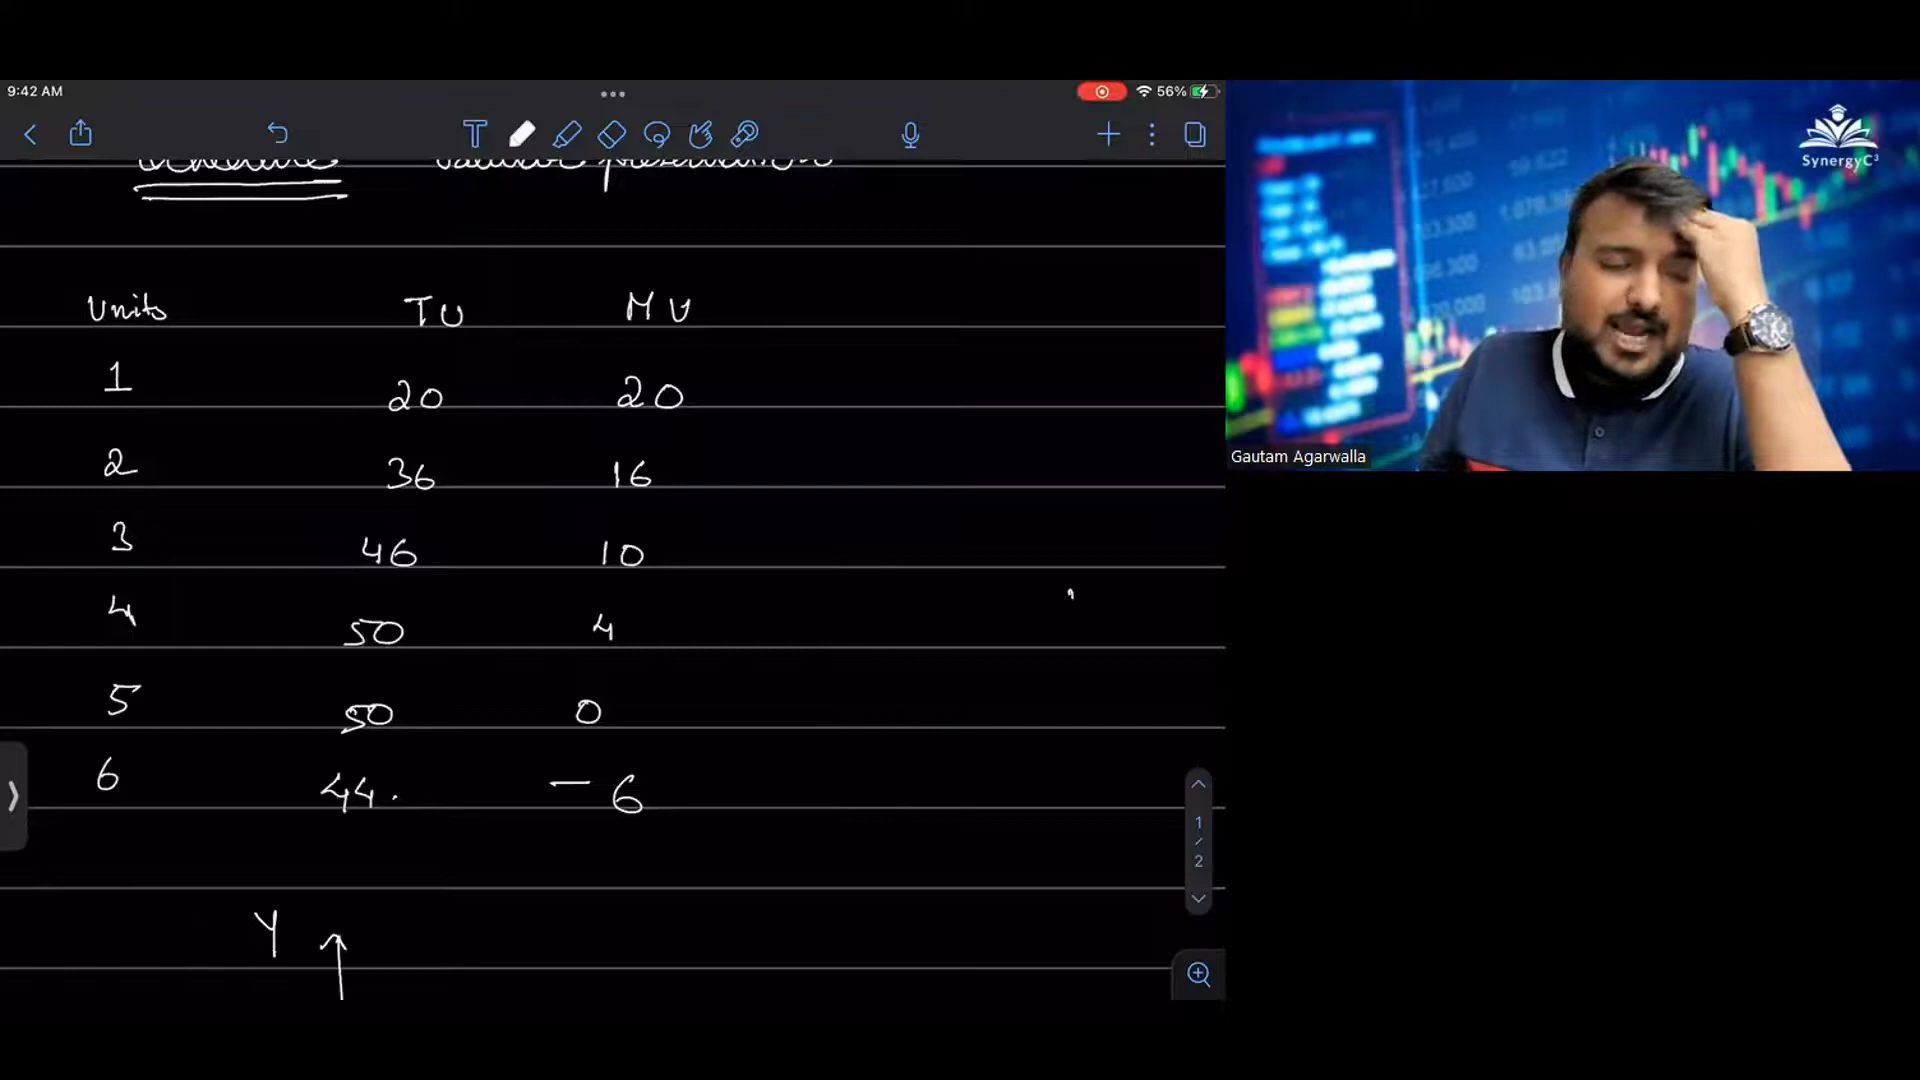 9:42 AM
56%
SynergyC³
Units TU MU
1 20 20
2 36 16
3 46 10
4 50 4
5 50 0
6 44. – 6
Y
1
/
2
Gautam Agarwalla